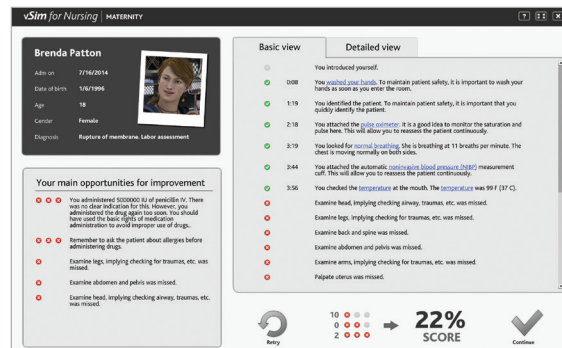 vSim for Nursing | MATERNITY
?
Brenda Patton
Adm on 7/16/2014
Date of birth 1/6/1996
Age 18
Gender Female
Diagnosis Rupture of membrane. Labor assessment
Your main opportunities for improvement
You administered 5000000 IU of penicillin IV. There
was no clear indication for this. However, you
administered the drug again too soon. You should
have used the basic rights of medication
administration to avoid improper use of drugs..
Remember to ask the patient about allergies before
administering drugs.
Examine legs, implying checking for traumas, etc. was
missed.
Examine abdomen and pelvis was missed.
Examine head, implying checking airway, traumas, etc.
was missed.
Basic view Detailed view
You introduced yourself.
0:08 You washed your hands. To maintain patient safety, it is important to wash your
hands as soon as you enter the room.
1:19 You identified the patient. To maintain patient safety, it is important that you
quickly identify the patient.
2:18 You attached the pulse oximeter. It is a good idea to monitor the saturation and
pulse here. This will allow you to reassess the patient continuously.
3:19 You looked for normal breathing. She is breathing at 11 breaths per minute. The
chest is moving normally on both sides.
3:44 You attached the automatic noninvasive blood pressure (NIBP) measurement
cuff. This will allow you to reassess the patient continuously.
3:56 You checked the temperature at the mouth. The temperature was 99 F (37 C).
Examine head, implying checking airway, traumas, etc. was missed.
Examine legs, implying checking for traumas, etc. was missed.
Examine back and spine was missed.
Examine abdomen and pelvis was missed.
Examine arms, implying checking for traumas, etc. was missed.
Palpate uterus was missed.
Retry
10
0
2
22%
SCORE
Continue